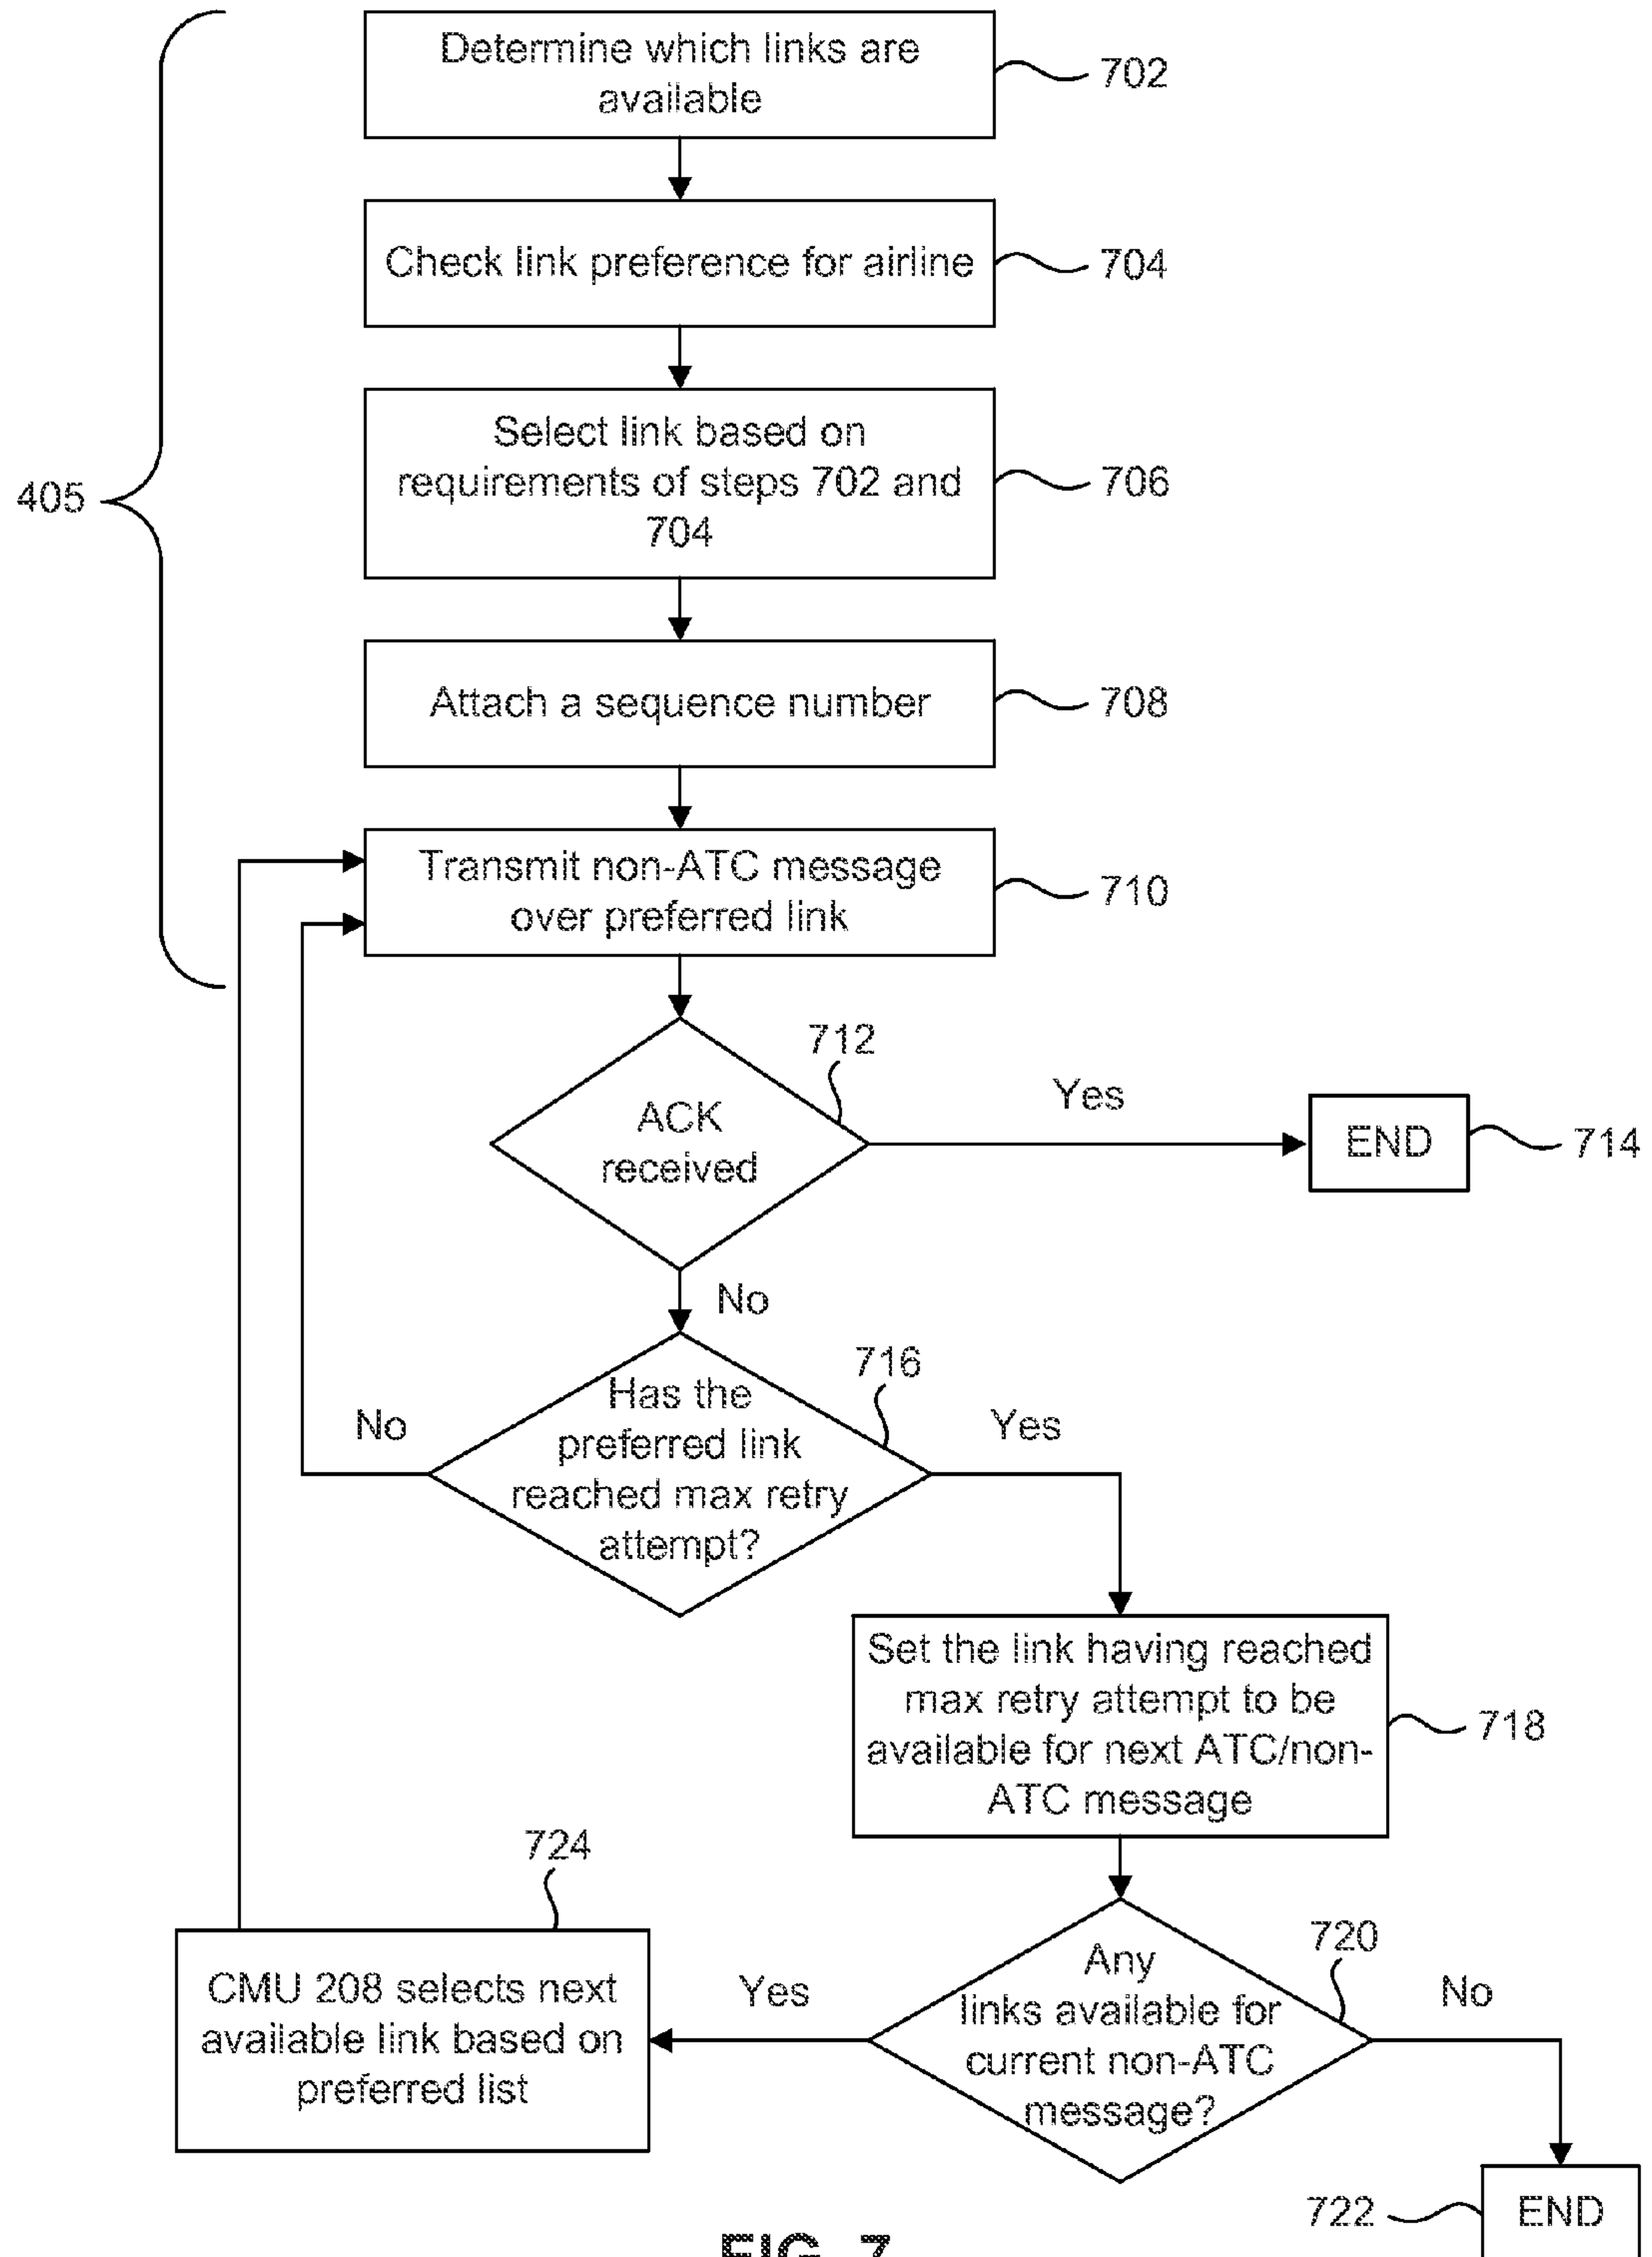 Determine which links are
available
702
Check link preference for airline
704
Select link based on
requirements of steps 702 and
704
706
405
Attach a sequence number
708
Transmit non-ATC message
over preferred link
710
712
ACK
received
Yes
END
714
No
716
Has the
preferred link
reached max retry
attempt?
No
Yes
Set the link having reached
max retry attempt to be
available for next ATC/non-
ATC message
718
724
CMU 208 selects next
available link based on
preferred list
Yes
720
Any
links available for
current non-ATC
message?
No
722
END
FIG. 7